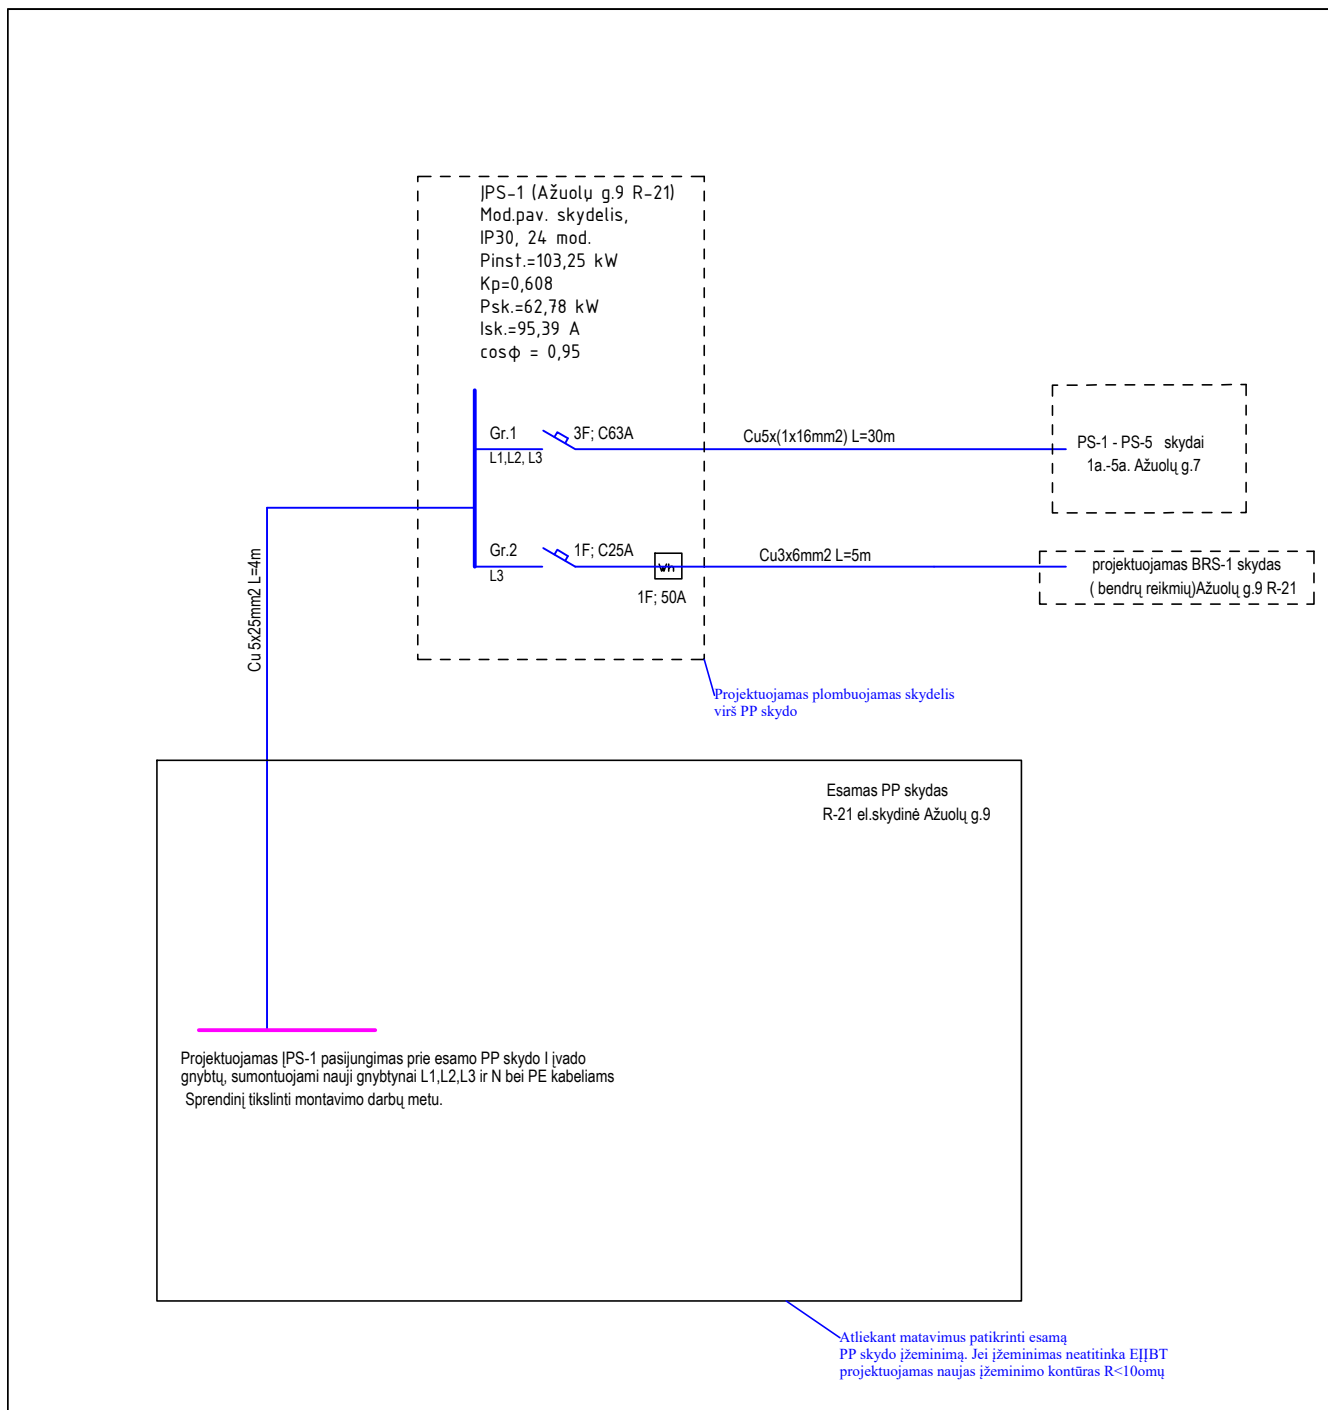 ĮPS-1 (Ažuolų g.9 R-21)
Mod.pav. skydelis,
IP30, 24 mod.
Pinst.=103,25 kW
Kp=0,608
Psk.=62,78 kW
Isk.=95,39 A
cosϕ = 0,95
Gr.1
3F; C63A
L1,L2, L3
Cu5x(1x16mm2) L=30m
PS-1 - PS-5 skydai
1a.-5a. Ažuolų g.7
Gr.2
1F; C25A
L3
Wh
1F; 50A
Cu3x6mm2 L=5m
projektuojamas BRS-1 skydas
( bendrų reikmių)Ažuolų g.9 R-21
Cu 5x25mm2 L=4m
Projektuojamas plombuojamas skydelis
virš PP skydo
Esamas PP skydas
R-21 el.skydinė Ažuolų g.9
Projektuojamas ĮPS-1 pasijungimas prie esamo PP skydo I įvado
gnybtų, sumontuojami nauji gnybtynai L1,L2,L3 ir N bei PE kabeliams
Sprendinį tikslinti montavimo darbų metu.
Atliekant matavimus patikrinti esamą
PP skydo įžeminimą. Jei įžeminimas neatitinka EĮĮBT
projektuojamas naujas įžeminimo kontūras R<10omų